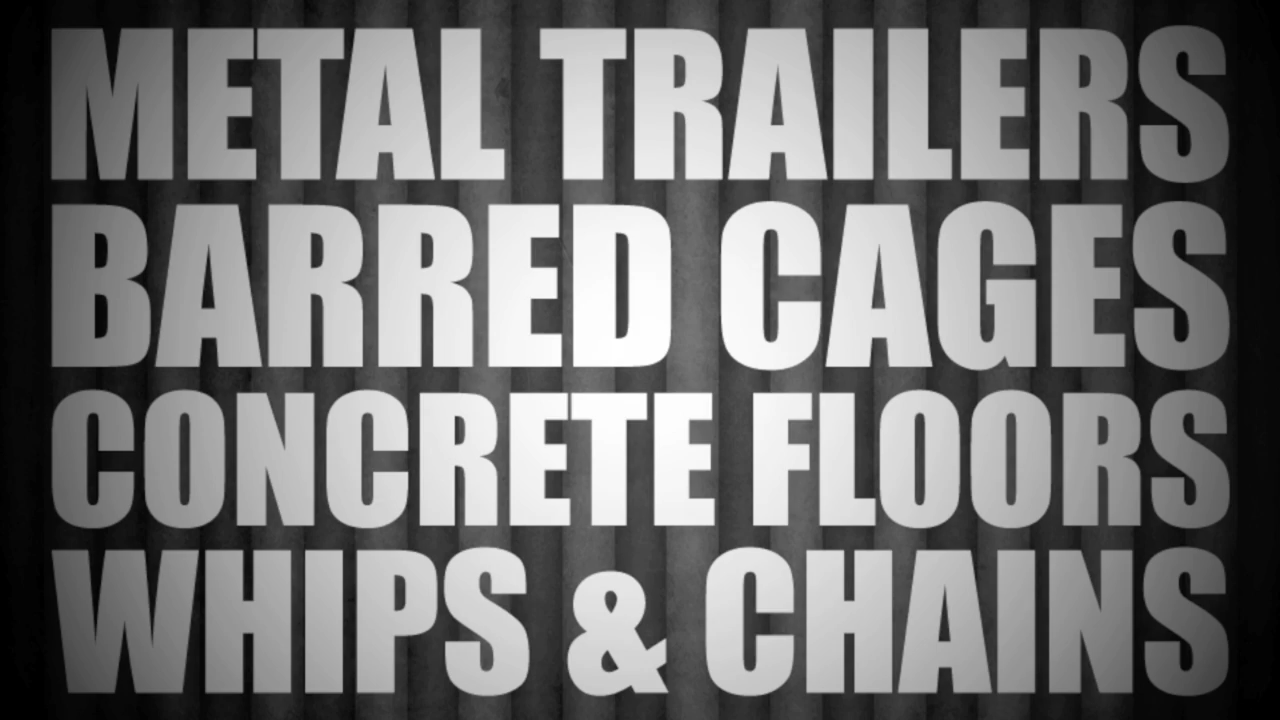 METAL TRAILERS
BARRED CAGES
CONCRETE FLOORS
WHIPS & CHAINS